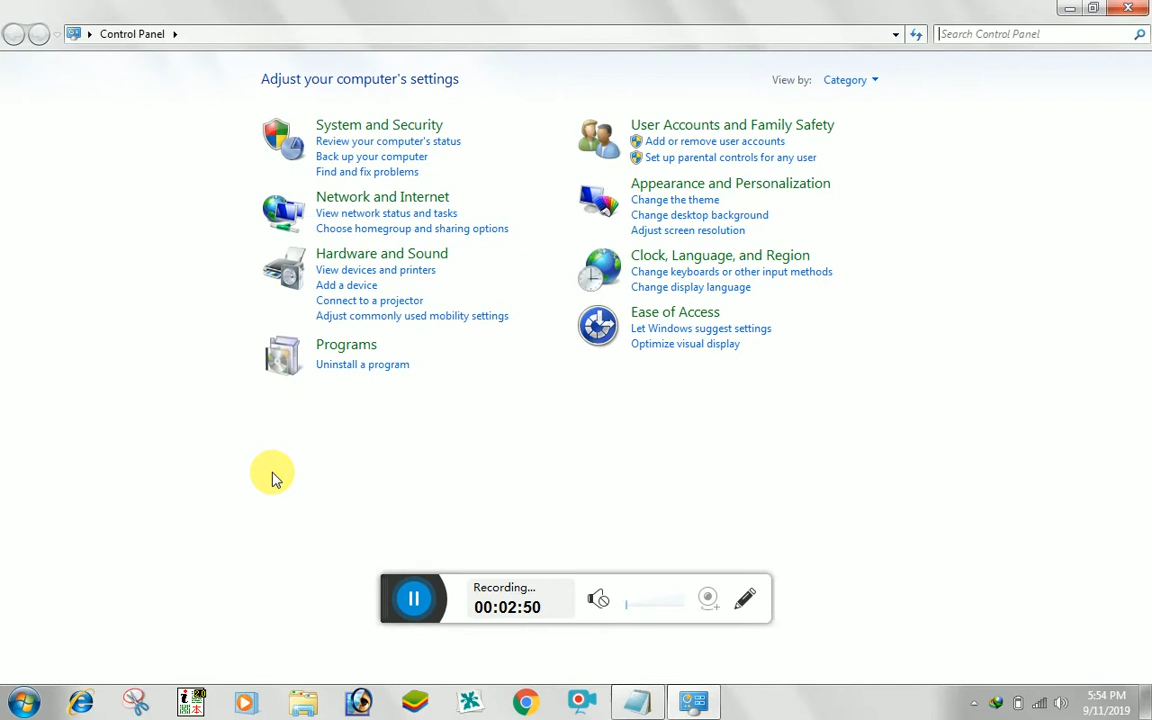 Control Panel
Search Control Panel
Adjust your computer's settings
View by: Category
System and Security
Review your computer's status
Back up your computer
Find and fix problems
Network and Internet
View network status and tasks
Choose homegroup and sharing options
Hardware and Sound
View devices and printers
Add a device
Connect to a projector
Adjust commonly used mobility settings
Programs
Uninstall a program
User Accounts and Family Safety
Add or remove user accounts
Set up parental controls for any user
Appearance and Personalization
Change the theme
Change desktop background
Adjust screen resolution
Clock, Language, and Region
Change keyboards or other input methods
Change display language
Ease of Access
Let Windows suggest settings
Optimize visual display
Recording...
00:02:50
5:54 PM
9/11/2019